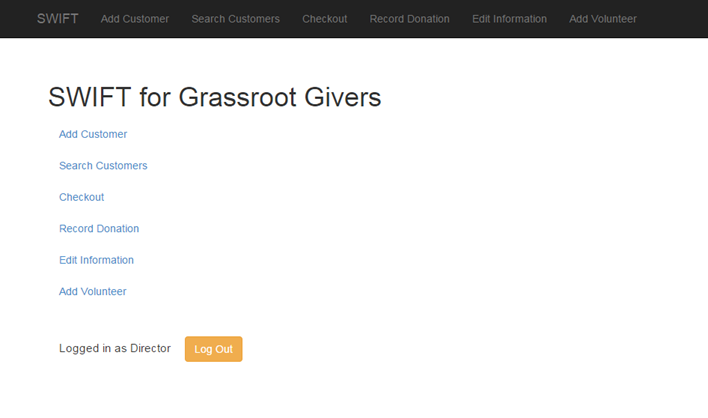 SWIFT Add Customer Search Customers Checkout Record Donation Edit Information Add Volunteer
SWIFT for Grassroot Givers
Add Customer
Search Customers
Checkout
Record Donation
Edit Information
Add Volunteer
Logged in as Director Log Out